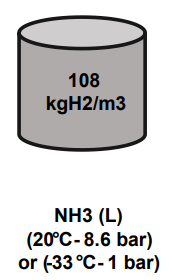 108
kgH2/m3
NH3 (L)
(20°C- 8.6 bar)
or (-33 °C- 1 bar)